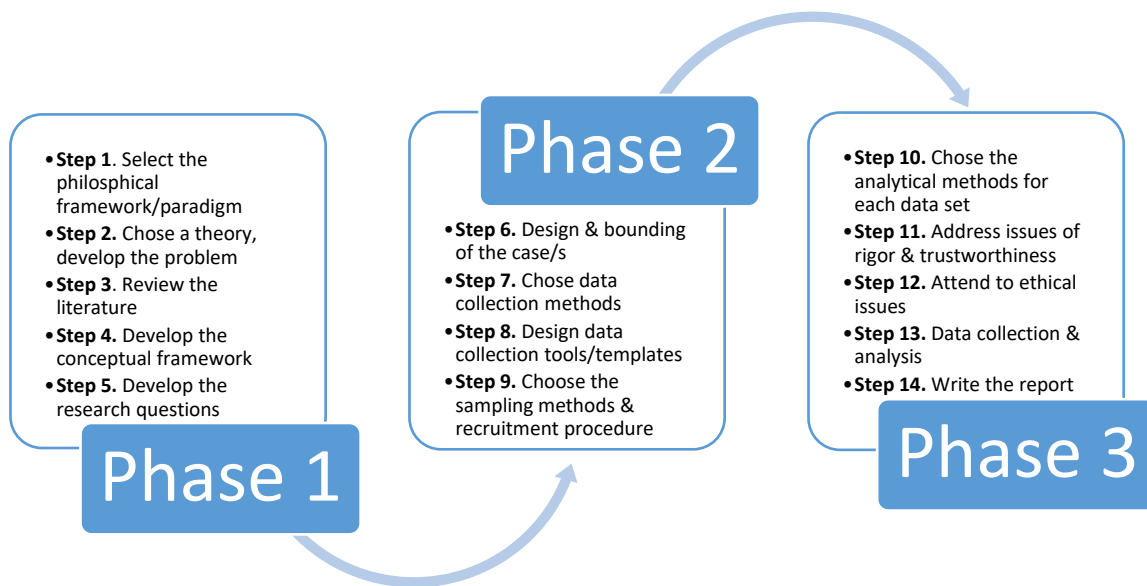 •Step 1. Select the
philosphical
framework/paradigm
•Step 2. Chose a theory,
develop the problem
•Step 3. Review the
literature
•Step 4. Develop the
conceptual framework
•Step 5. Develop the
research questions
Phase 1
Phase 2
•Step 6. Design & bounding
of the case/s
•Step 7. Chose data
collection methods
•Step 8. Design data
collection tools/templates
•Step 9. Choose the
sampling methods &
recruitment procedure
•Step 10. Chose the
analytical methods for
each data set
•Step 11. Address issues of
rigor & trustworthiness
•Step 12. Attend to ethical
issues
•Step 13. Data collection &
analysis
•Step 14. Write the report
Phase 3